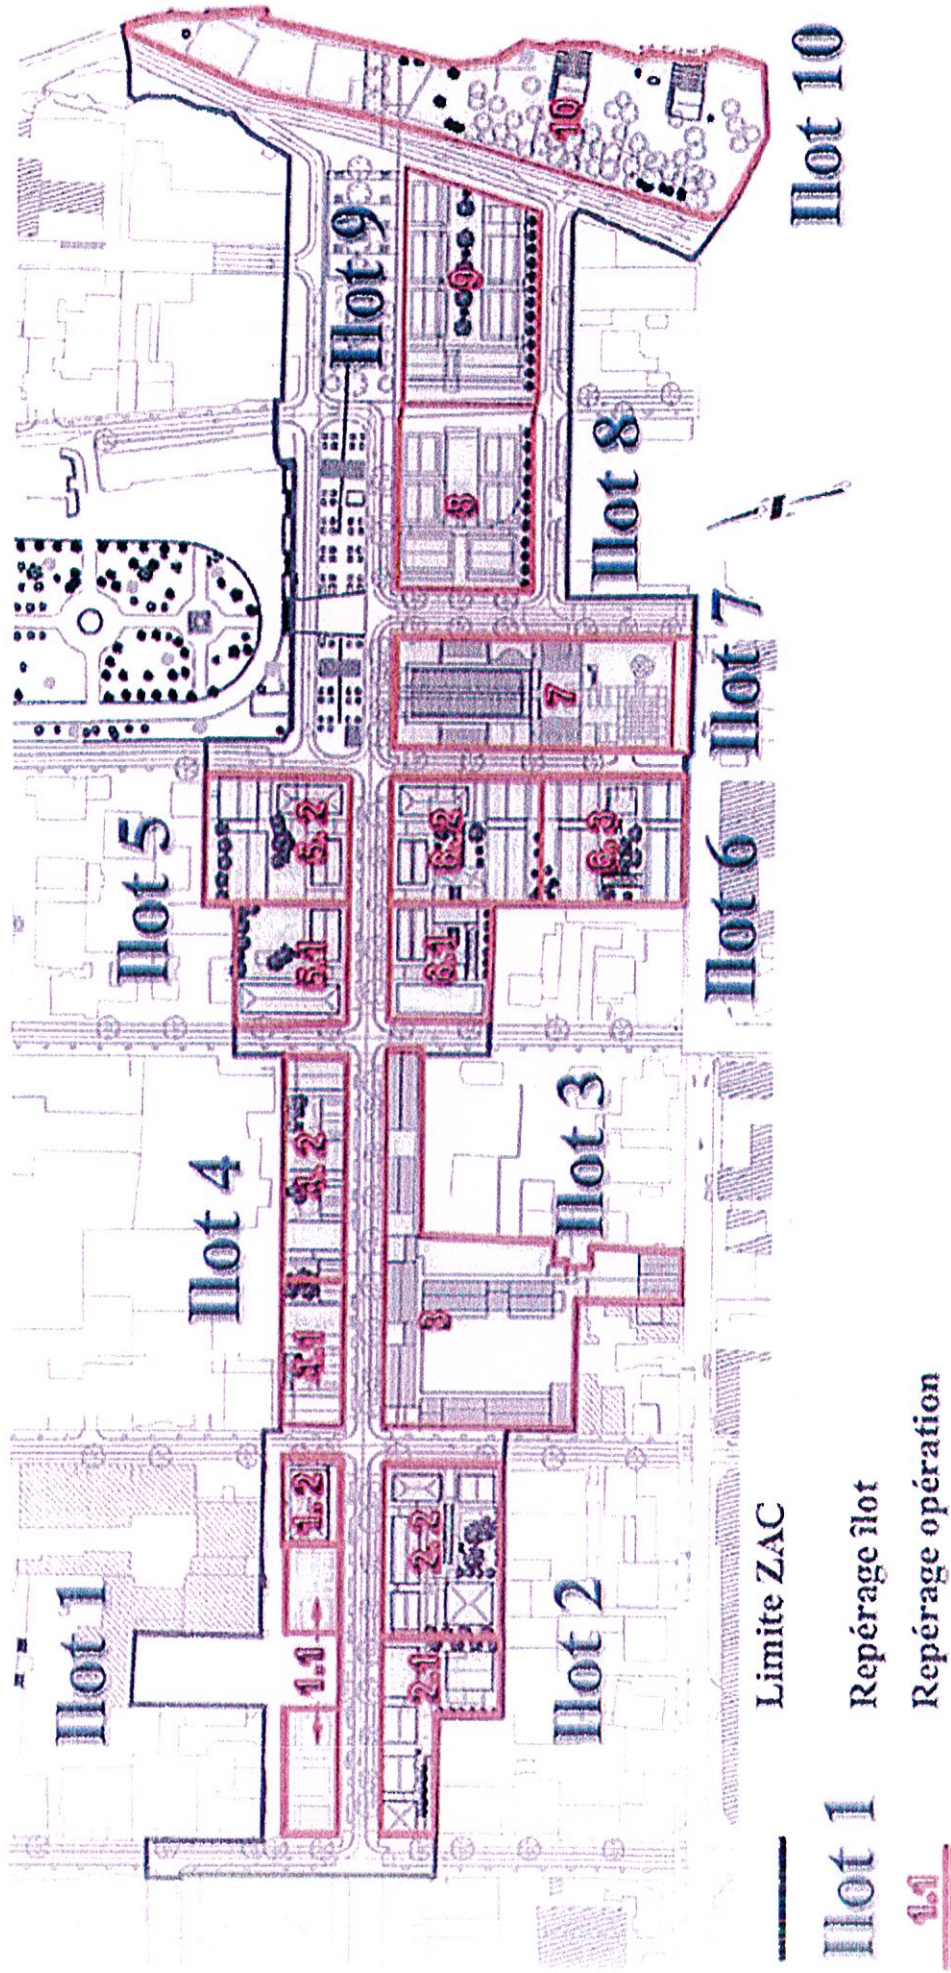 Ilot 1
Ilot 2
Ilot 3
Ilot 4
Ilot 5
Ilot 6
Ilot 7
Ilot 8
Ilot 9
Ilot 10
1.1
1.2
2.1
2.2
3
4.1
4.2
5.1
5.2
6.1
6.2
6.3
7
8
9
10
N
Limite ZAC
Ilot 1 Repérage îlot
1.1 Repérage opération